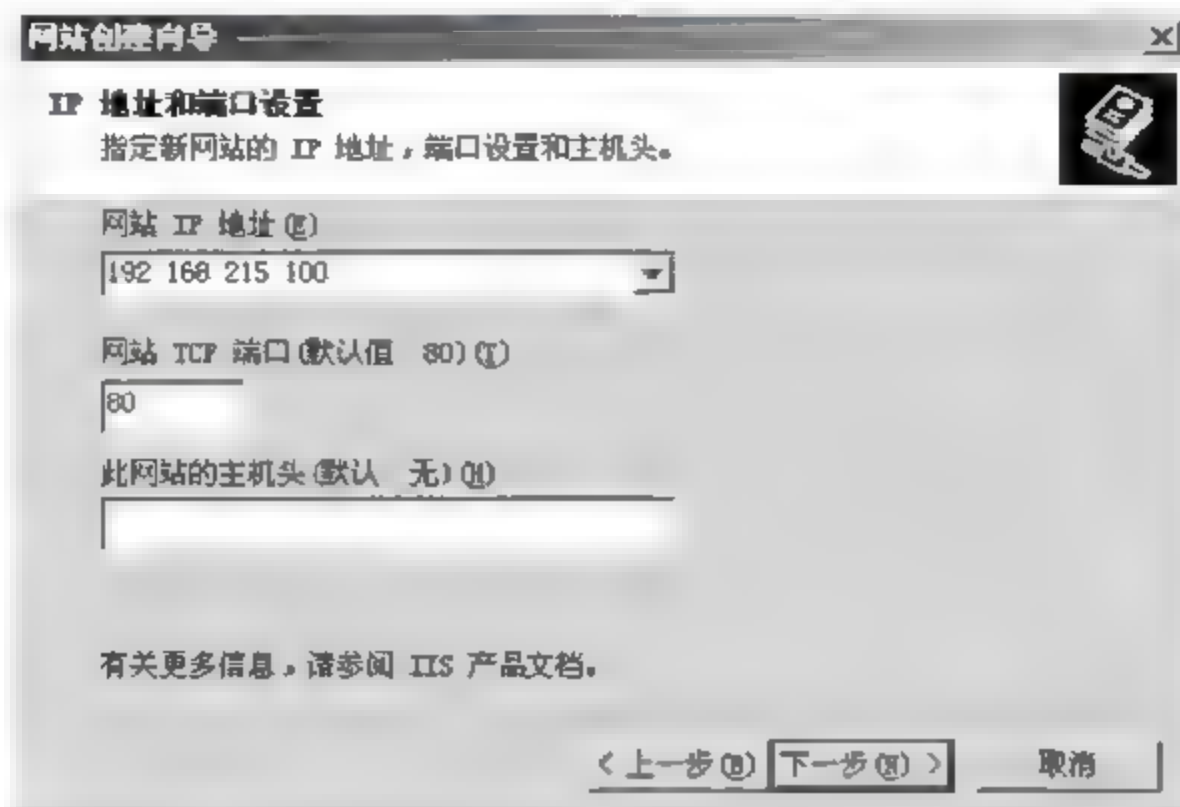 网站创建向导
IP 地址和端口设置
指定新网站的 IP 地址，端口设置和主机头。
网站 IP 地址(E)
192 168 215 100
网站 TCP 端口(默认值 80)(T)
80
此网站的主机头(默认 无)(H)
有关更多信息，请参阅 IIS 产品文档。
< 上一步(B) 下一步(N) > 取消